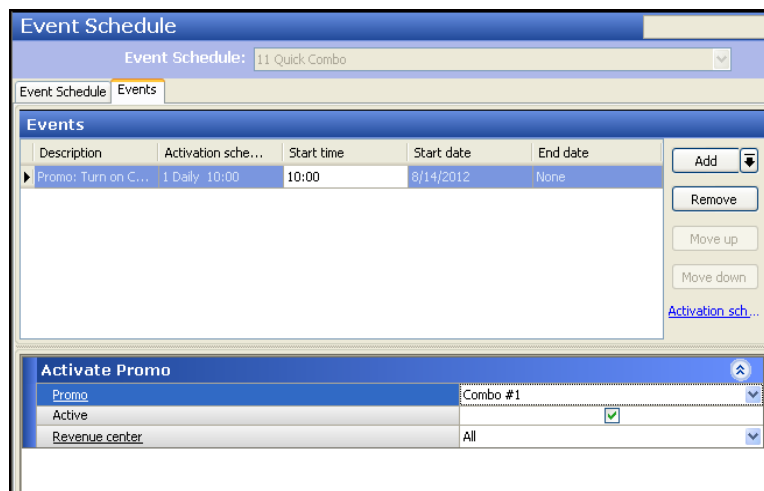 Event Schedule
Event Schedule: 11 Quick Combo
Event Schedule Events
Events
Description Activation sche... Start time Start date End date
Promo: Turn on C... 1 Daily 10:00 10:00 8/14/2012 None
Add
Remove
Move up
Move down
Activation sch...
Activate Promo
Promo Combo #1
Active
Revenue center All